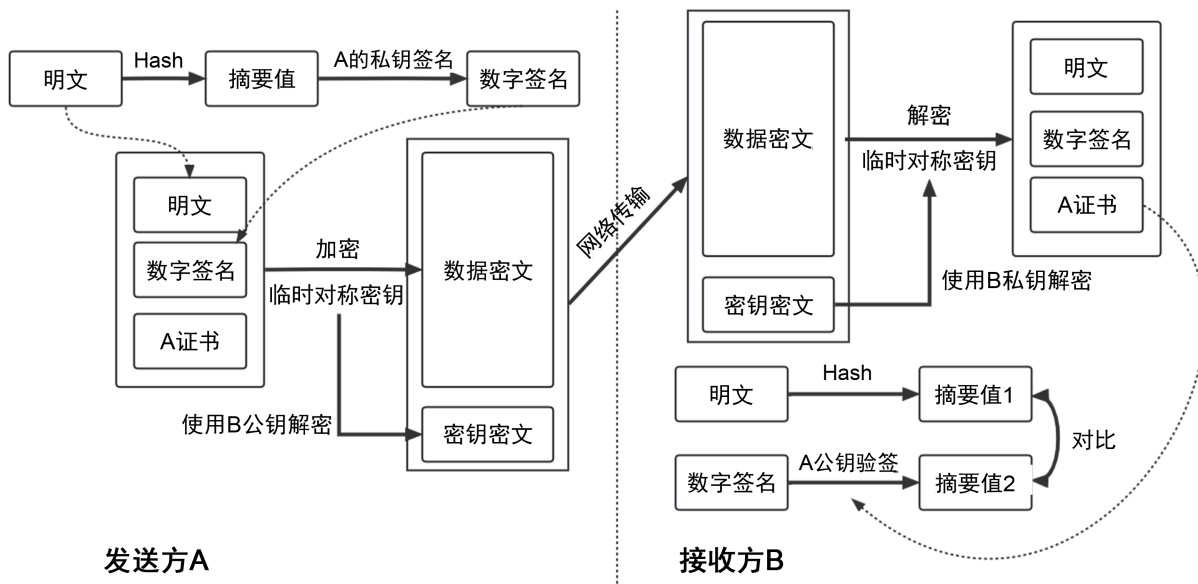 明文
Hash
摘要值
A的私钥签名
数字签名
明文
数字签名
A证书
加密
临时对称密钥
使用B公钥解密
数据密文
密钥密文
网络传输
发送方A
数据密文
密钥密文
解密
临时对称密钥
使用B私钥解密
明文
数字签名
A证书
明文
Hash
摘要值1
对比
数字签名
A公钥验签
摘要值2
接收方B